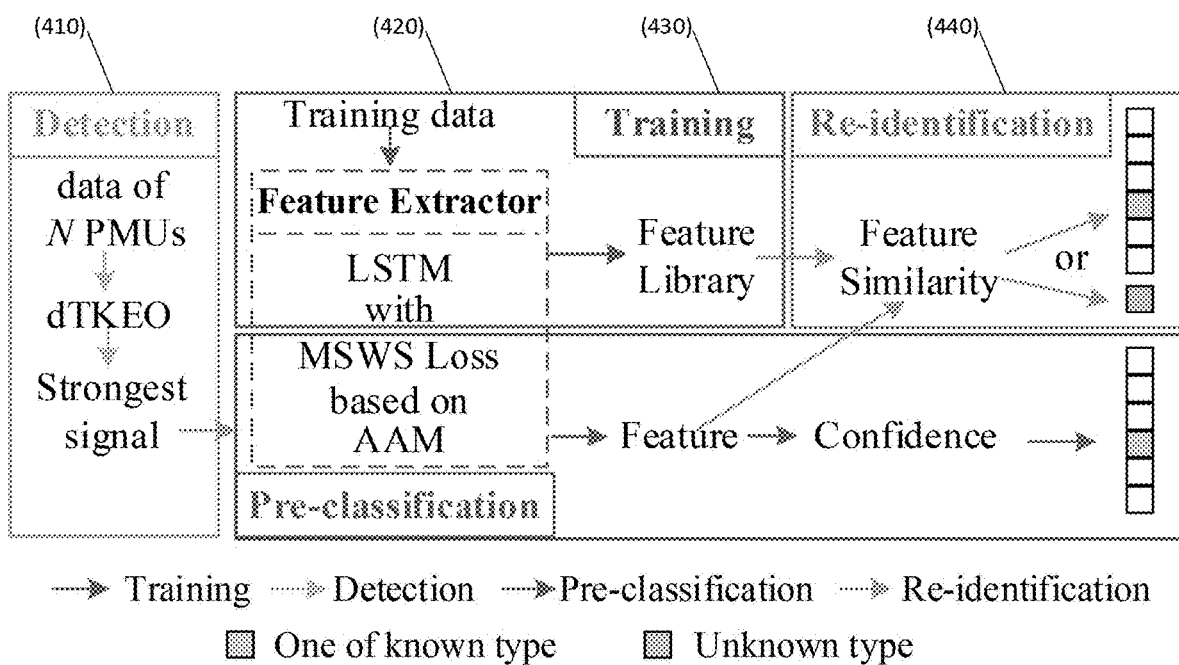 (410) (420) (430) (440)
Detection
data of
N PMUs
dTKEO
Strongest
signal
Training data
Training
Feature Extractor
LSTM
with
MSWS Loss
based on
AAM
Pre-classification
Feature
Library
Re-identification
Feature
Similarity
or
Feature
Confidence
Training Detection Pre-classification Re-identification
One of known type Unknown type